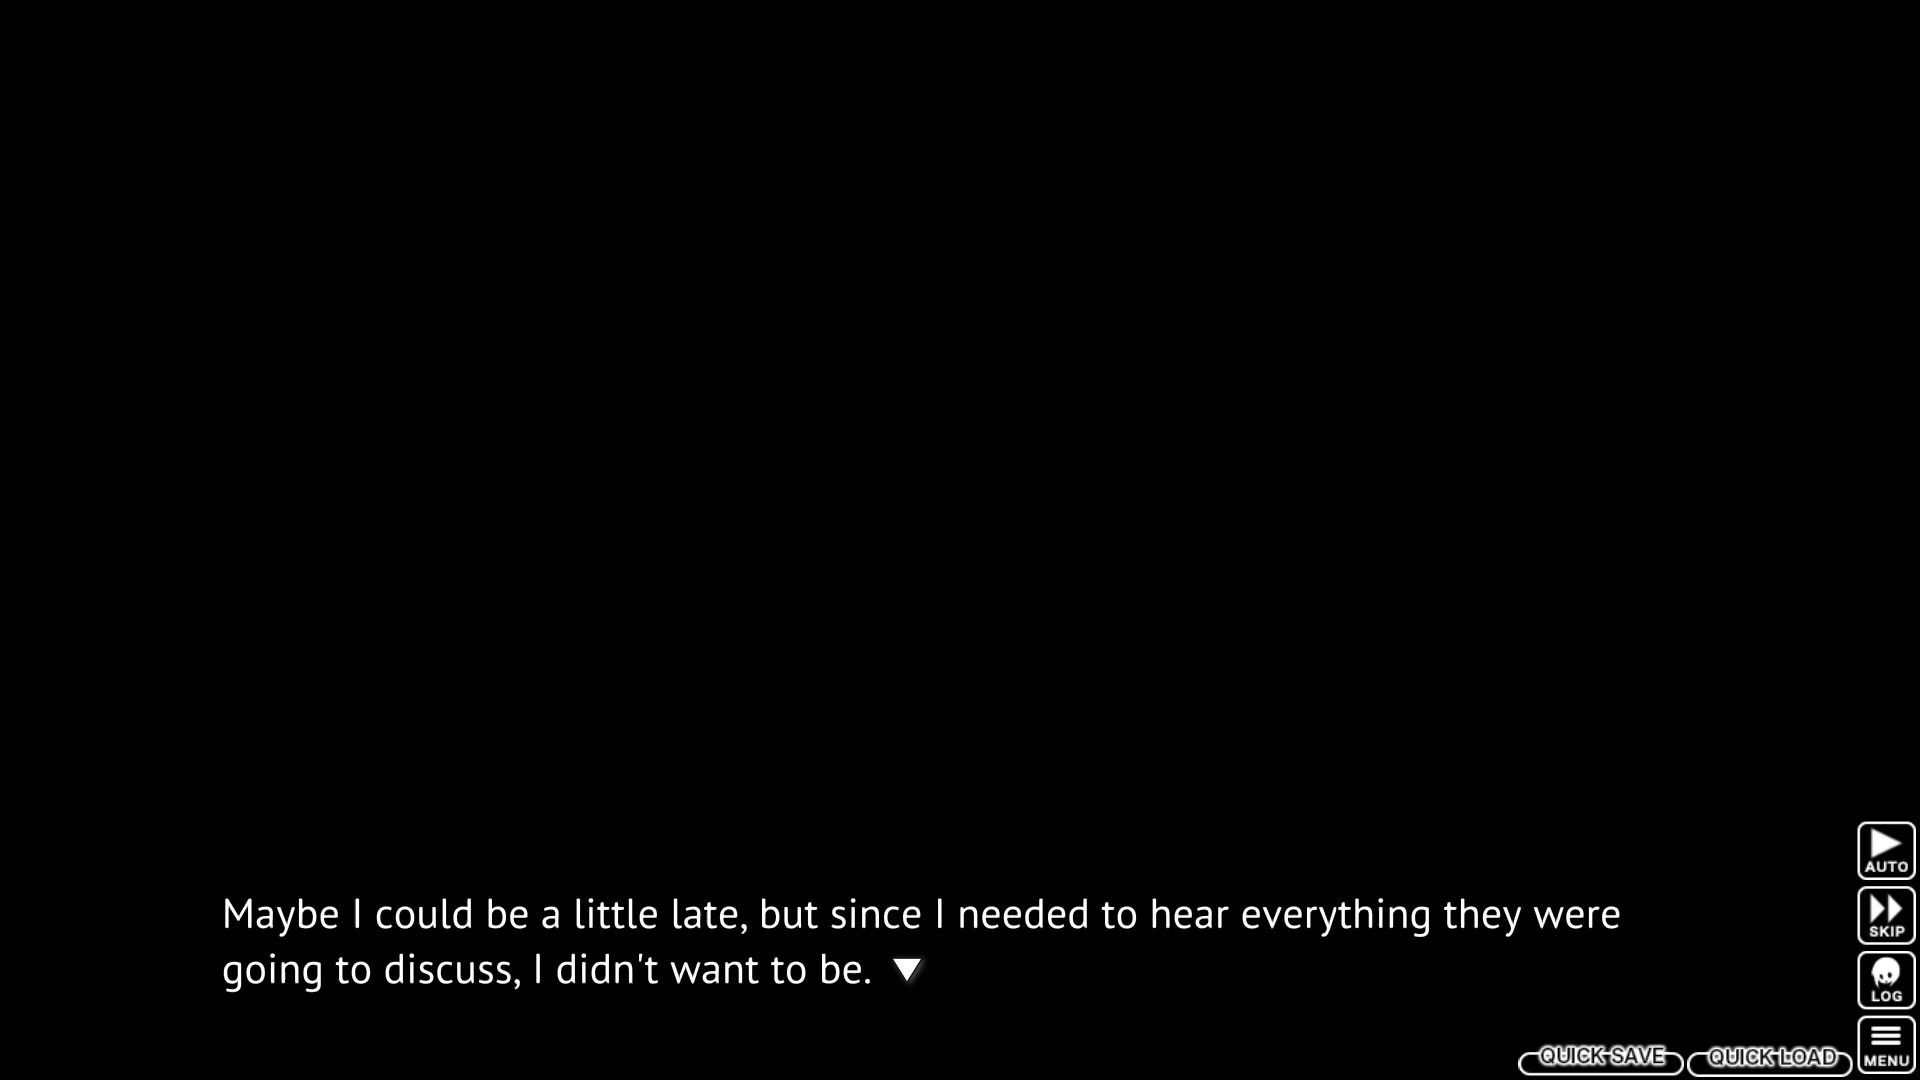 Maybe I could be a little late, but since I needed to hear everything they were
going to discuss, I didn't want to be.
AUTO
SKIP
LOG
MENU
QUICK SAVE QUICK LOAD